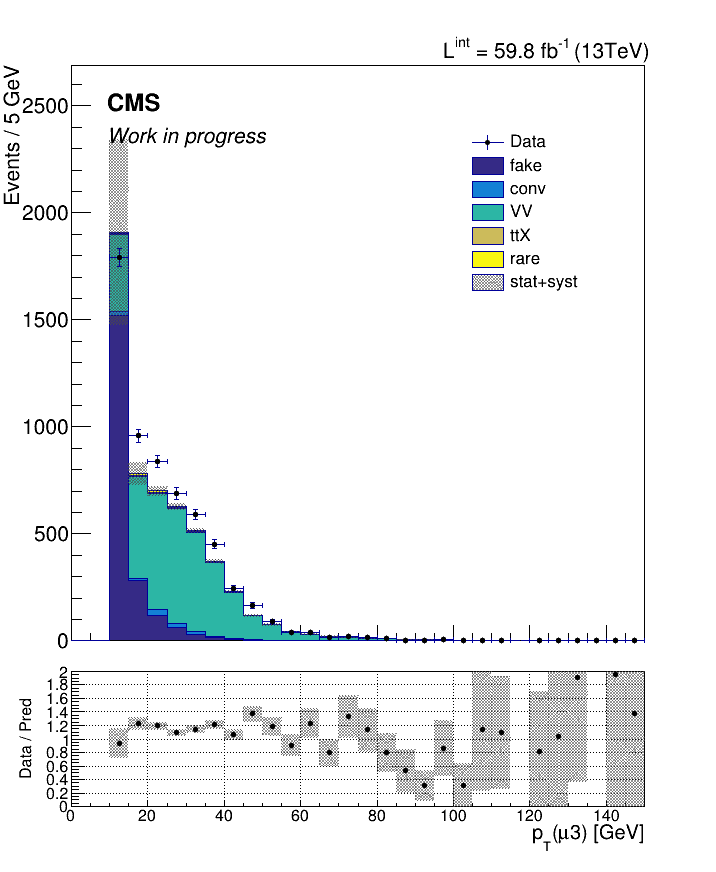 L^int = 59.8 fb^-1 (13TeV)
Events / 5 GeV
2500
2000
1500
1000
500
0
CMS
Work in progress
Data
fake
conv
VV
ttX
rare
stat+syst
Data / Pred
2
1.8
1.6
1.4
1.2
1
0.8
0.6
0.4
0.2
0
0 20 40 60 80 100 120 140
p_T(μ3) [GeV]